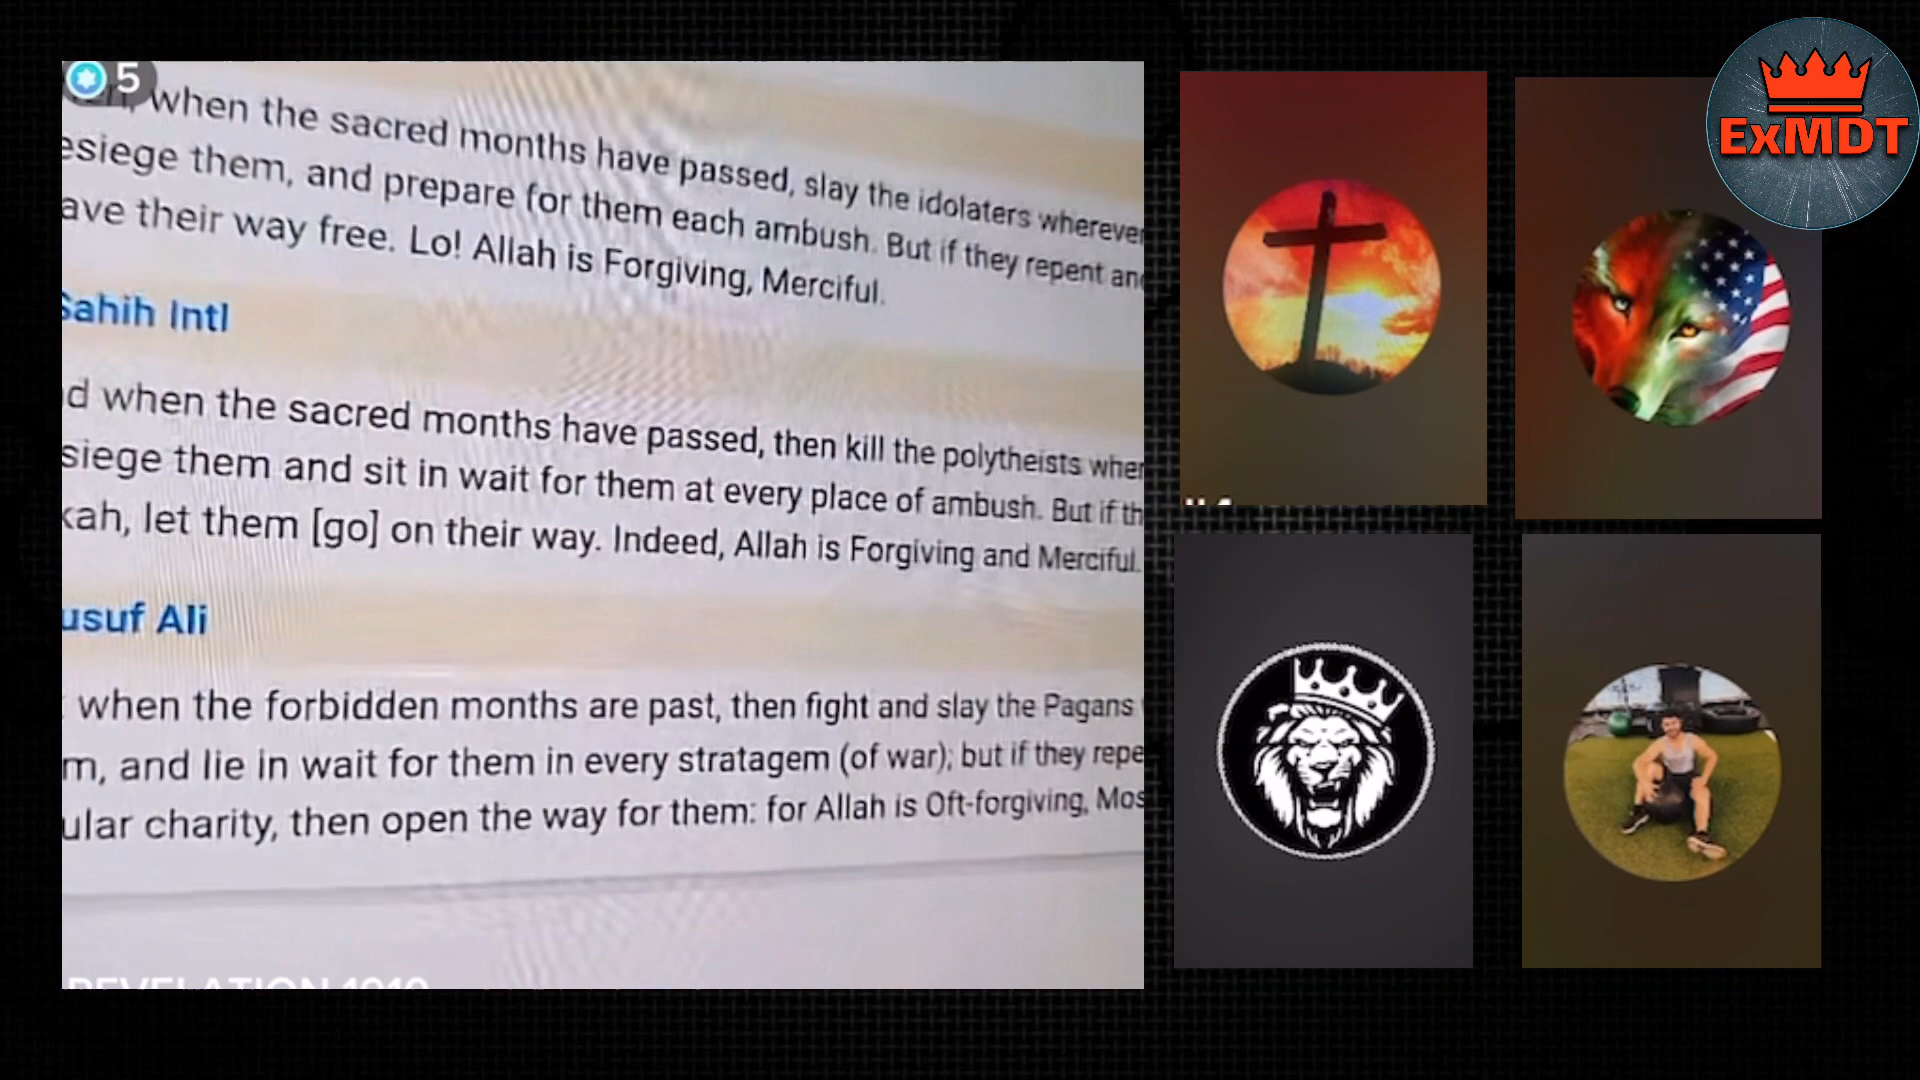 5
when the sacred months have passed, slay the idolaters wherever
esiege them, and prepare for them each ambush. But if they repent and
ave their way free. Lo! Allah is Forgiving, Merciful.
Sahih Intl
d when the sacred months have passed, then kill the polytheists wher
siege them and sit in wait for them at every place of ambush. But if th
kah, let them [go] on their way. Indeed, Allah is Forgiving and Merciful.
usuf Ali
when the forbidden months are past, then fight and slay the Pagans
m, and lie in wait for them in every stratagem (of war); but if they repe
ular charity, then open the way for them: for Allah is Oft-forgiving, Mos
REVELATION 1910
ExMDT